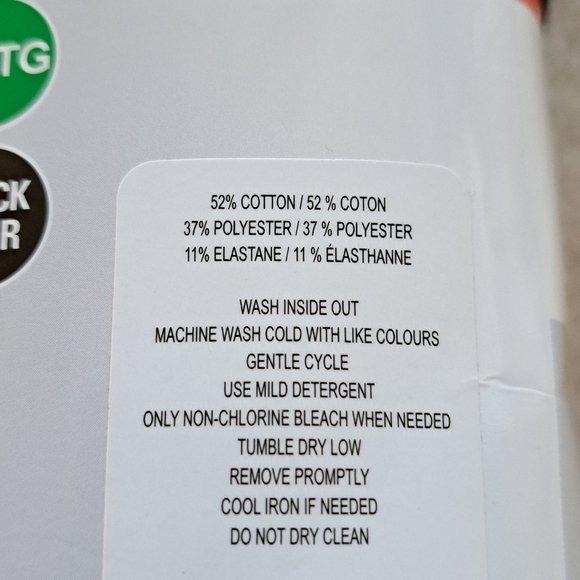 TG
CK
R
52% COTTON / 52 % COTON
37% POLYESTER / 37 % POLYESTER
11% ELASTANE / 11 % ÉLASTHANNE
WASH INSIDE OUT
MACHINE WASH COLD WITH LIKE COLOURS
GENTLE CYCLE
USE MILD DETERGENT
ONLY NON-CHLORINE BLEACH WHEN NEEDED
TUMBLE DRY LOW
REMOVE PROMPTLY
COOL IRON IF NEEDED
DO NOT DRY CLEAN